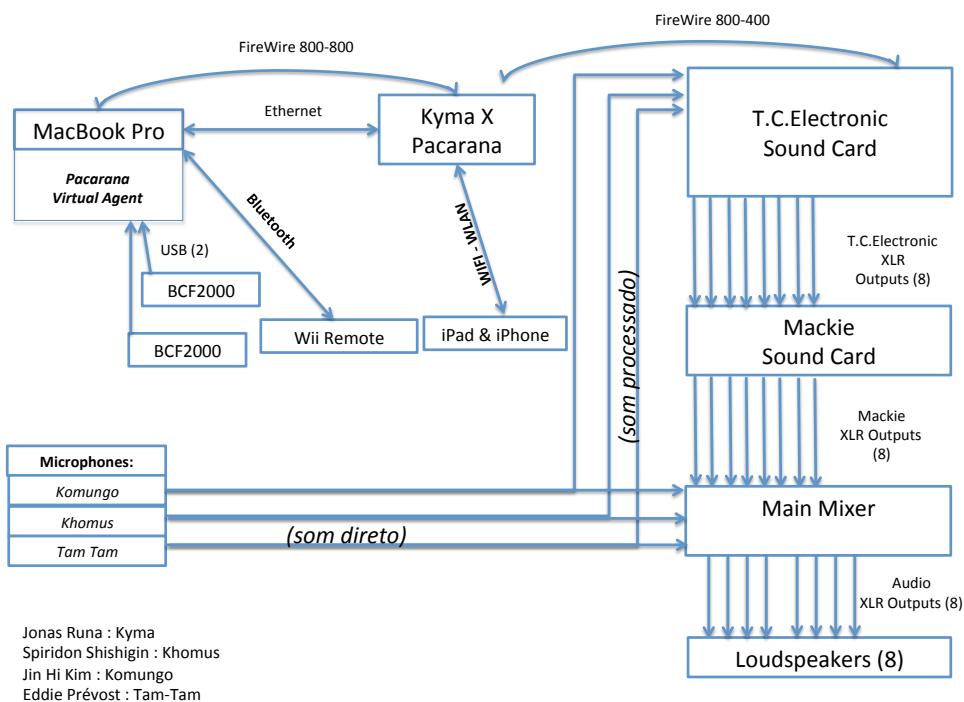 FireWire 800-800
FireWire 800-400
MacBook Pro
Ethernet
Kyma X
Pacarana
T.C.Electronic
Sound Card
Pacarana
Virtual Agent
Bluetooth
WIFI - WLAN
USB (2)
BCF2000
BCF2000
Wii Remote
iPad & iPhone
T.C.Electronic
XLR
Outputs (8)
Mackie
Sound Card
(som processado)
Mackie
XLR Outputs
(8)
Microphones:
Komungo
Khomus
Tam Tam
(som direto)
Main Mixer
Audio
XLR Outputs (8)
Loudspeakers (8)
Jonas Runa : Kyma
Spiridon Shishigin : Khomus
Jin Hi Kim : Komungo
Eddie Prévost : Tam-Tam